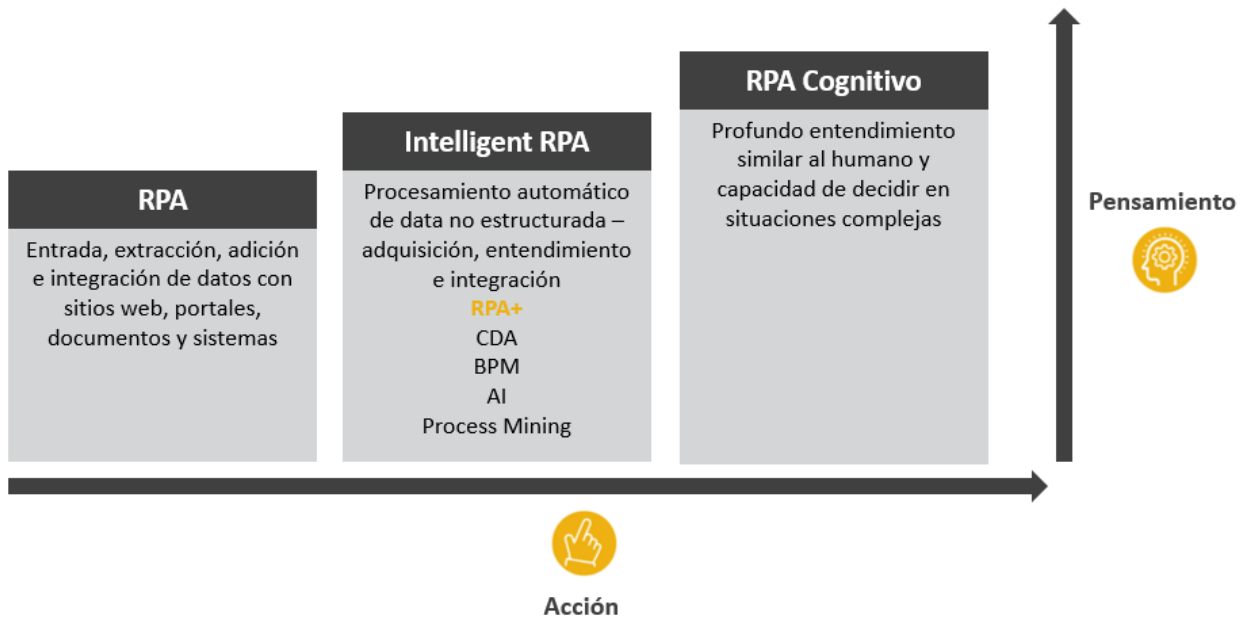 RPA
Entrada, extracción, adición
e integración de datos con
sitios web, portales,
documentos y sistemas
Intelligent RPA
Procesamiento automático
de data no estructurada –
adquisición, entendimiento
e integración
RPA+
CDA
BPM
AI
Process Mining
RPA Cognitivo
Profundo entendimiento
similar al humano y
capacidad de decidir en
situaciones complejas
Pensamiento
Acción